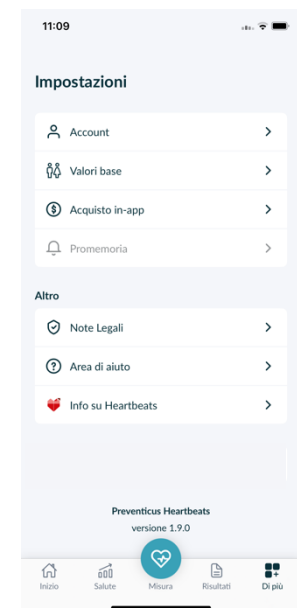 11:09
Impostazioni
Account
Valori base
Acquisto in-app
Promemoria
Altro
Note Legali
Area di aiuto
Info su Heartbeats
Preventicus Heartbeats
versione 1.9.0
Inizio
Salute
Misura
Risultati
Di più